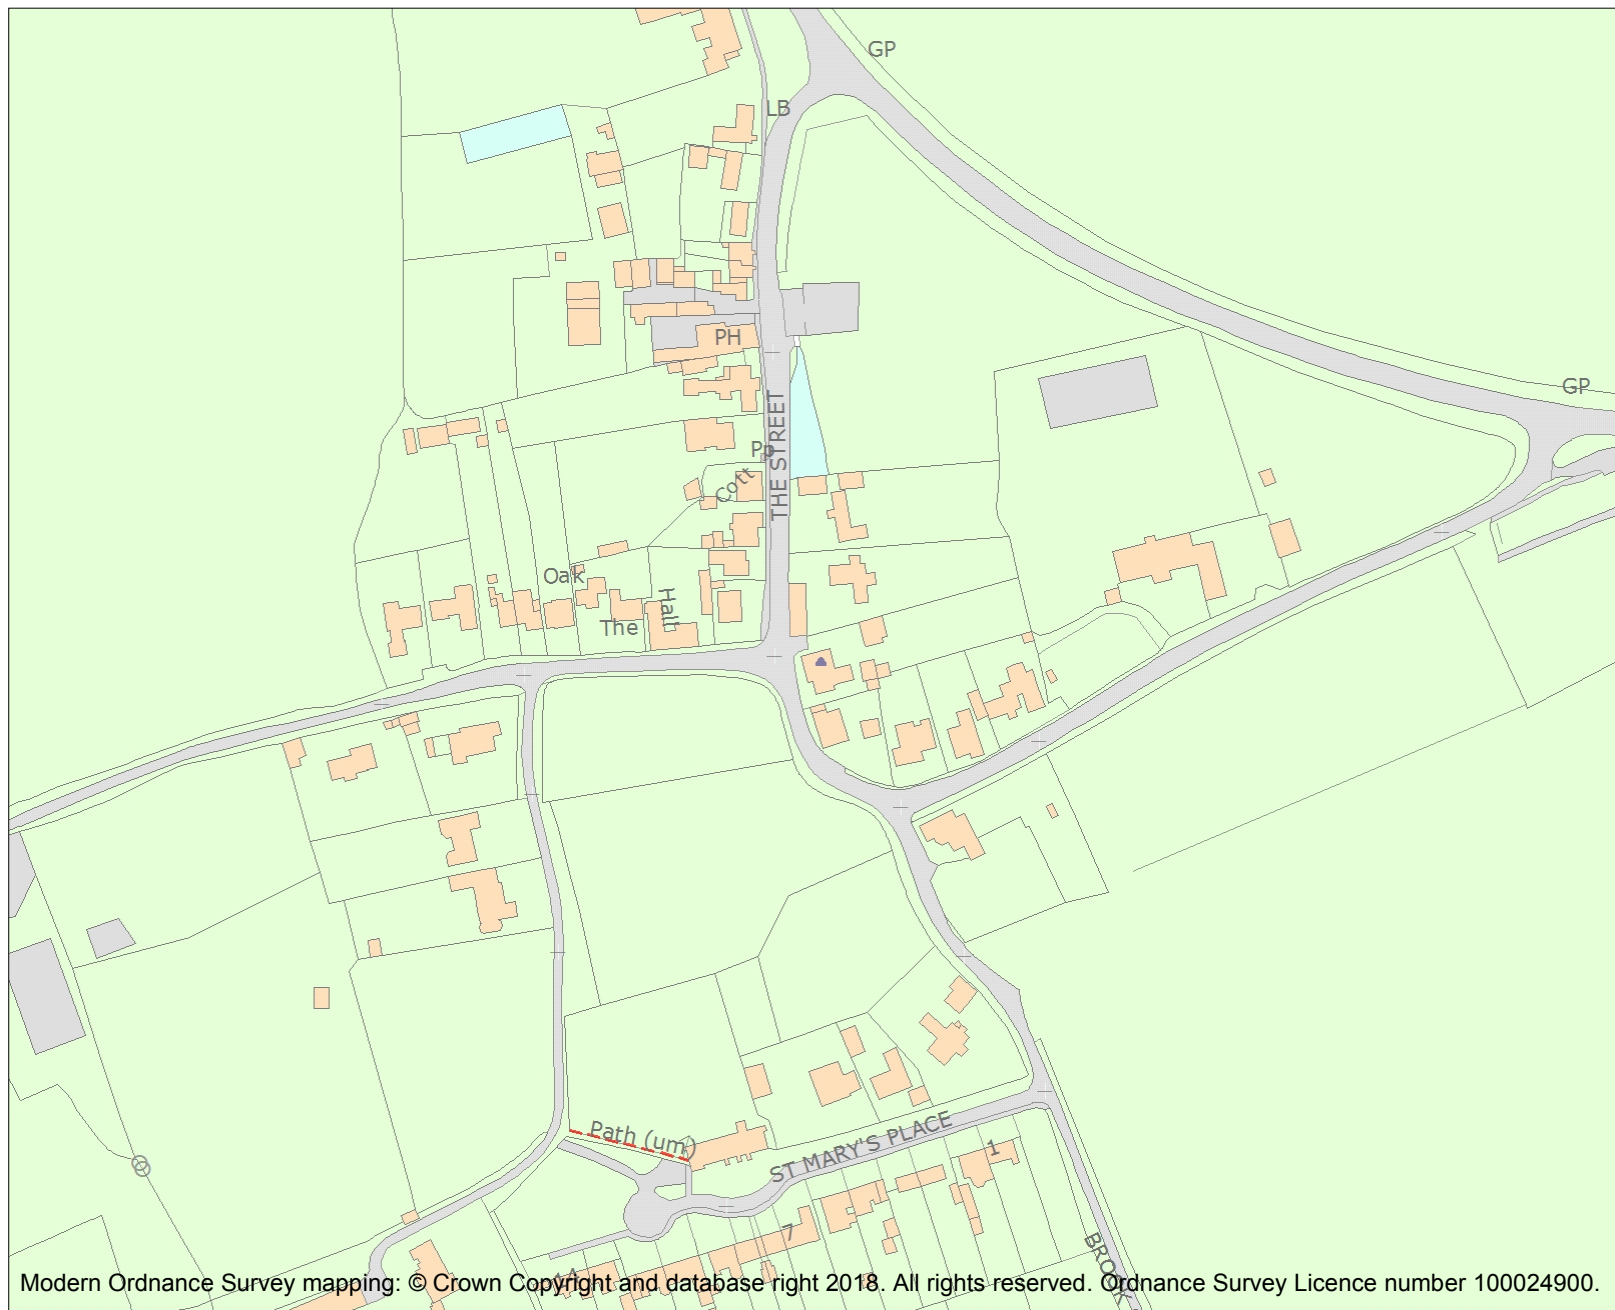 GP
LB
PH
GP
THE STREET
Pp
Cott
Oak
Hall
The
Path (um)
ST MARY'S PLACE
1
7
BROOK
Modern Ordnance Survey mapping: © Crown Copyright and database right 2018. All rights reserved. Ordnance Survey Licence number 100024900.